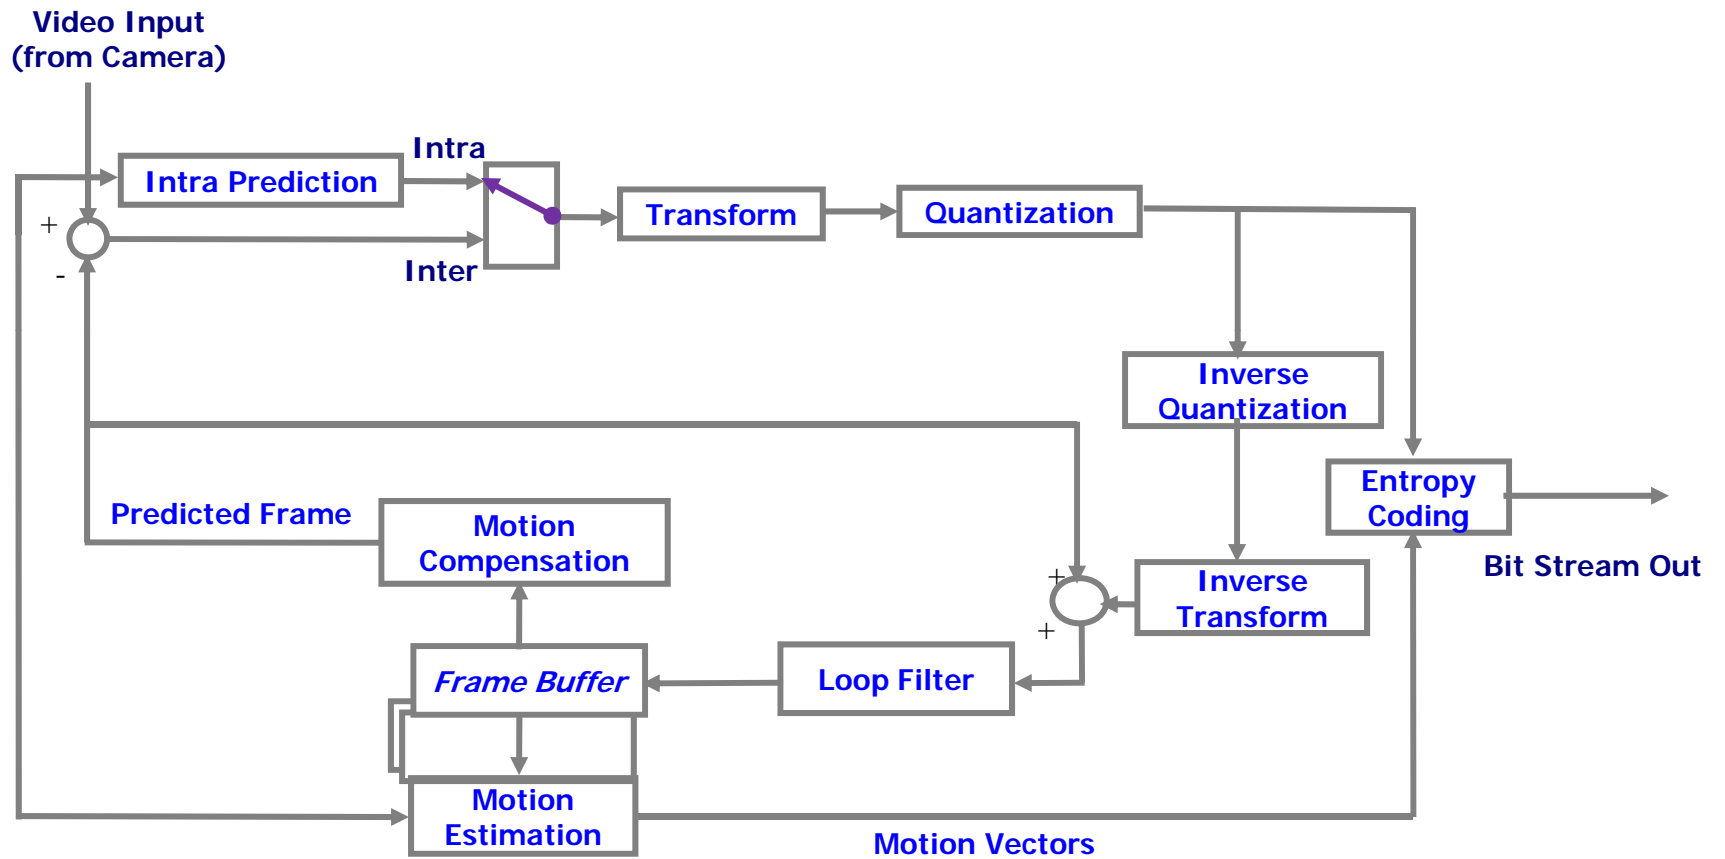 Video Input
(from Camera)
Intra
Intra Prediction
Transform
Quantization
+
-
Inter
Inverse
Quantization
Entropy
Coding
Predicted Frame
Motion
Compensation
Bit Stream Out
+
+
Inverse
Transform
Frame Buffer
Loop Filter
Motion
Estimation
Motion Vectors